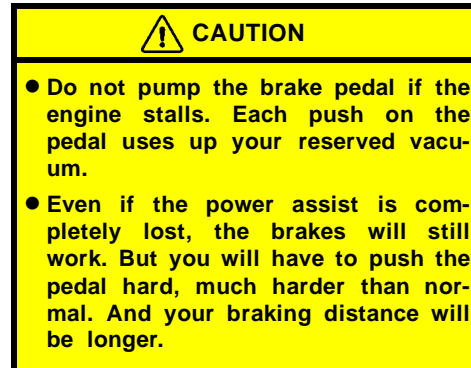 CAUTION
● Do not pump the brake pedal if the
engine stalls. Each push on the
pedal uses up your reserved vacu-
um.
● Even if the power assist is com-
pletely lost, the brakes will still
work. But you will have to push the
pedal hard, much harder than nor-
mal. And your braking distance will
be longer.